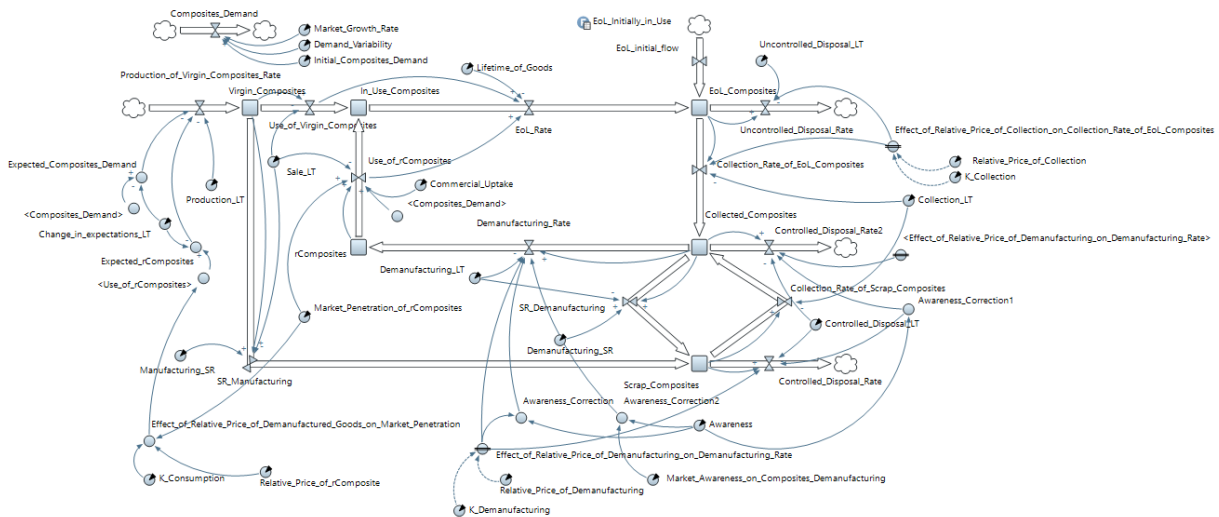 Composites_Demand
Market_Growth_Rate
EoL_Initially_in_Use
Demand_Variability
EoL_initial_flow
Uncontrolled_Disposal_LT
Initial_Composites_Demand
Lifetime_of_Goods
Production_of_Virgin_Composites_Rate
Virgin_Composites
In_Use_Composites
EoL_Composites
Use_of_Virgin_Composites
EoL_Rate
Uncontrolled_Disposal_Rate
Effect_of_Relative_Price_of_Collection_on_Collection_Rate_of_EoL_Composites
Expected_Composites_Demand
Use_of_rComposites
Collection_Rate_of_EoL_Composites
Relative_Price_of_Collection
Sale_LT
K_Collection
Production_LT
Commercial_Uptake
<Composites_Demand>
Collection_LT
<Composites_Demand>
Demanufacturing_Rate
Collected_Composites
Change_in_expectations_LT
Controlled_Disposal_Rate2
<Effect_of_Relative_Price_of_Demanufacturing_on_Demanufacturing_Rate>
Expected_rComposites
rComposites
Demanufacturing_LT
<Use_of_rComposites>
Collection_Rate_of_Scrap_Composites
SR_Demanufacturing
Awareness_Correction1
Market_Penetration_of_rComposites
Controlled_Disposal_LT
Demanufacturing_SR
Manufacturing_SR
SR_Manufacturing
Scrap_Composites
Controlled_Disposal_Rate
Awareness_Correction
Awareness_Correction2
Awareness
Effect_of_Relative_Price_of_Demanufactured_Goods_on_Market_Penetration
Effect_of_Relative_Price_of_Demanufacturing_on_Demanufacturing_Rate
K_Consumption
Relative_Price_of_rComposite
Relative_Price_of_Demanufacturing
Market_Awareness_on_Composites_Demanufacturing
K_Demanufacturing